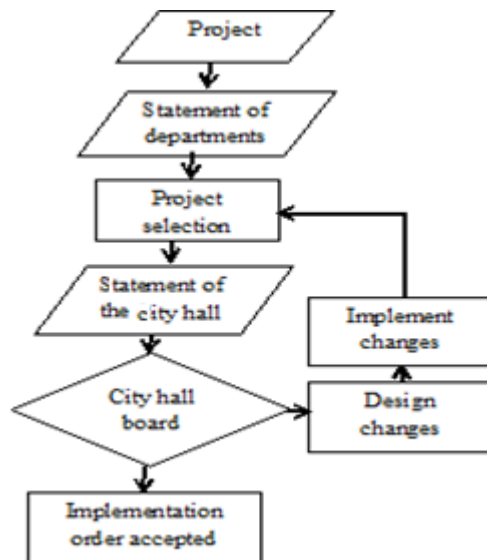 Project
Statement of
departments
Project
selection
Statement of
the city hall
City hall
board
Implement
changes
Design
changes
Implementation
order accepted